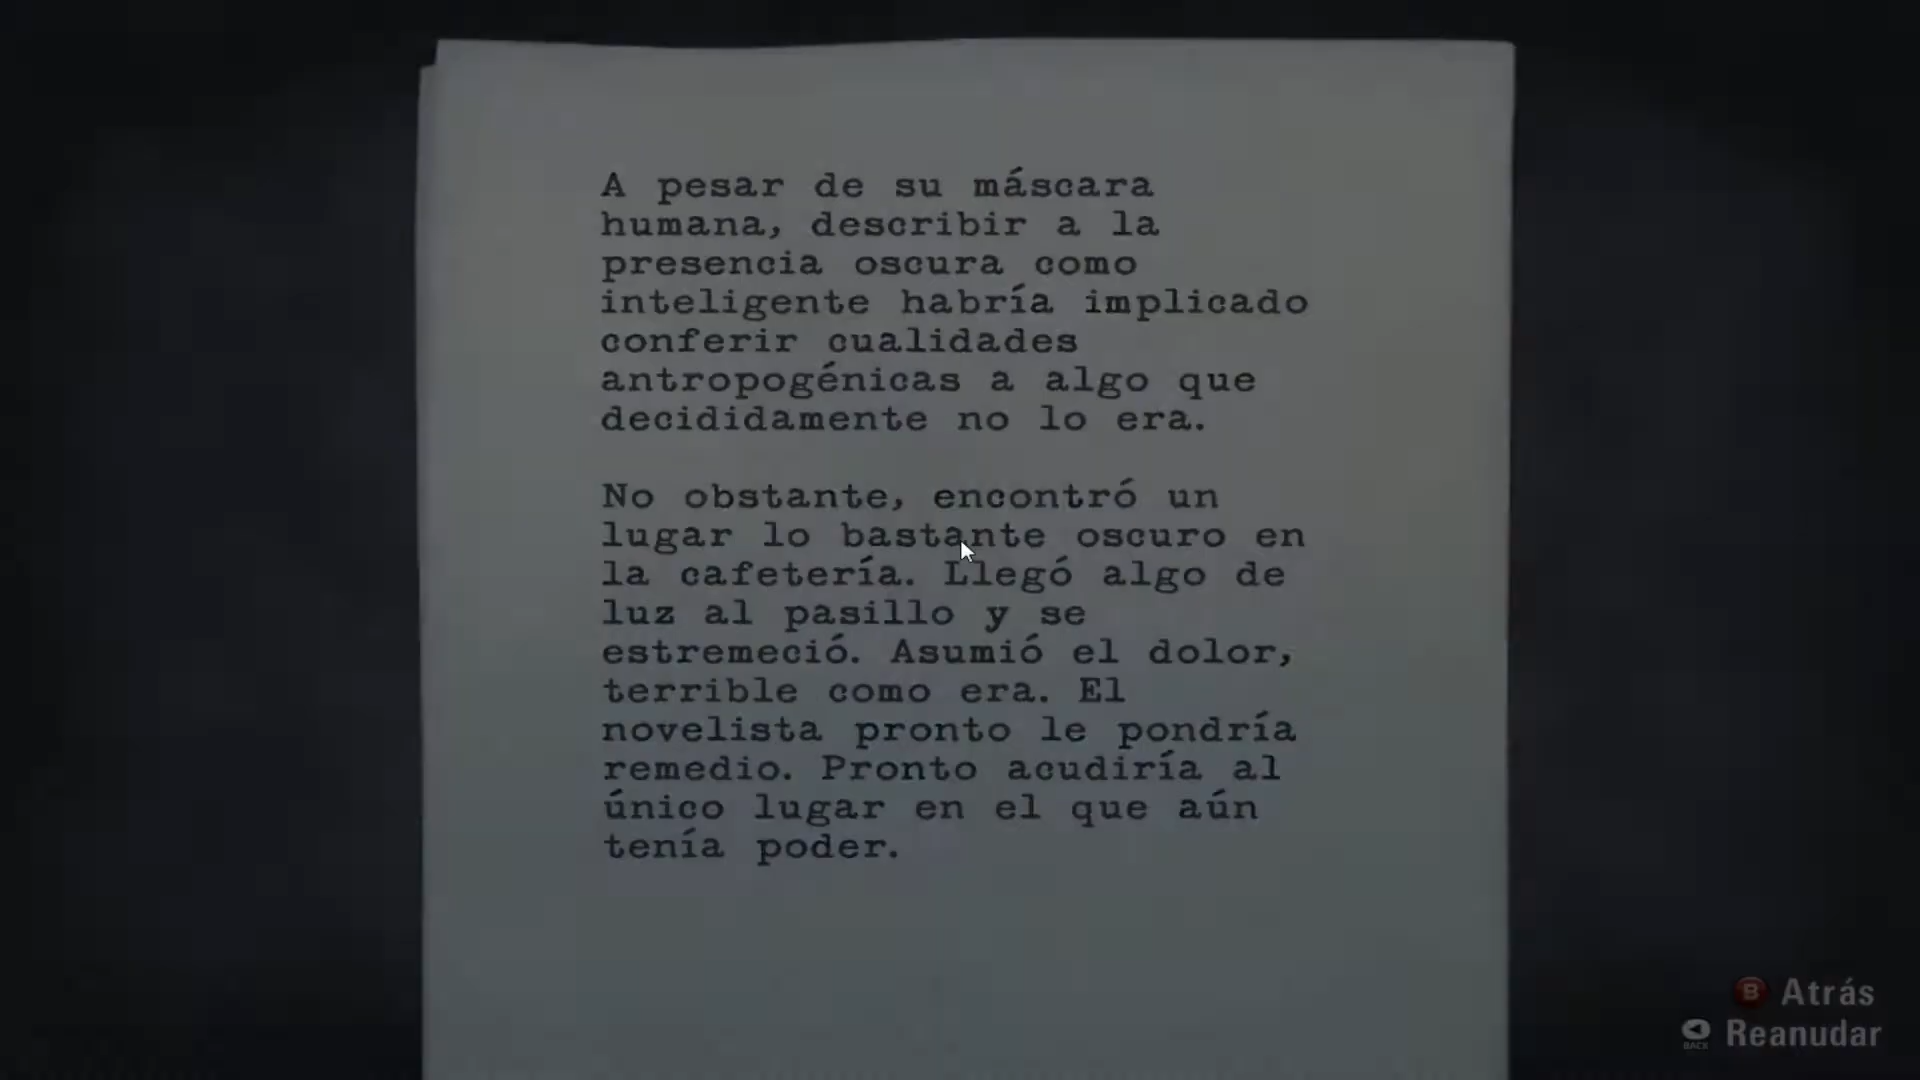 A pesar de su máscara
humana, describir a la
presencia oscura como
inteligente habría implicado
conferir cualidades
antropogénicas a algo que
decididamente no lo era.
No obstante, encontró un
lugar lo bastante oscuro en
la cafetería. Llegó algo de
luz al pasillo y se
estremeció. Asumió el dolor,
terrible como era. El
novelista pronto le pondría
remedio. Pronto acudiría al
único lugar en el que aún
tenía poder.
B Atrás
BACK Reanudar